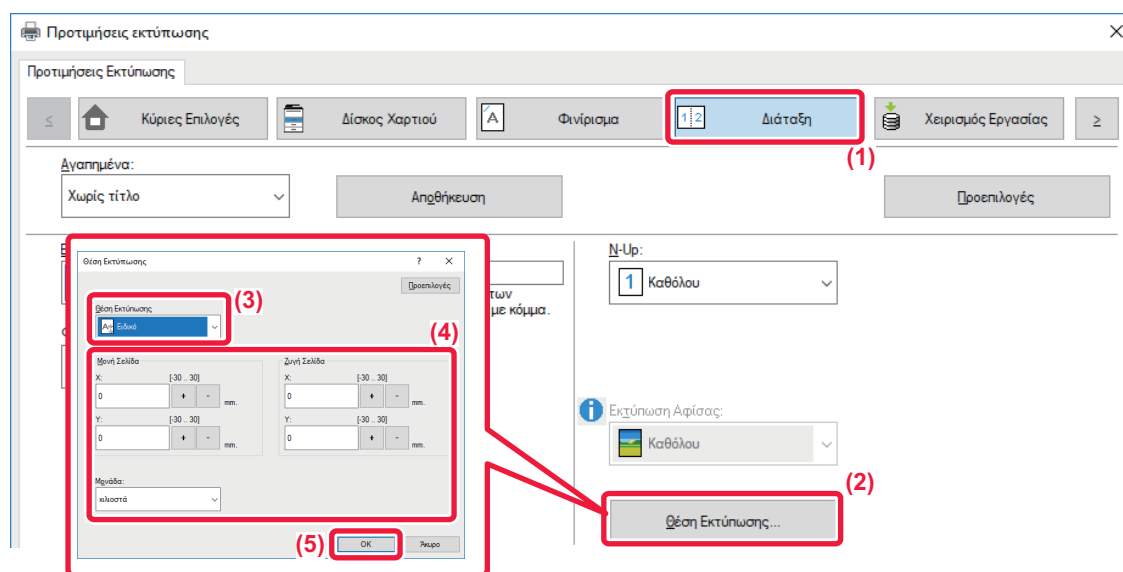 Προτιμήσεις εκτύπωσης
Προτιμήσεις Εκτύπωσης
< Κύριες Επιλογές Δίσκος Χαρτιού A Φινίρισμα 1 2 Διάταξη Χειρισμός Εργασίας >
(1)
Αγαπημένα:
Χωρίς τίτλο Αποθήκευση Προεπιλογές
N-Up:
1 Καθόλου
των
με κόμμα.
Θέση Εκτύπωσης ? X
Προεπιλογές
Θέση Εκτύπωσης (3)
Ειδικό
(4)
Μονή Σελίδα Ζυγή Σελίδα
X: [-30 .. 30] X: [-30 .. 30]
0 + - mm. 0 + - mm.
Y: [-30 .. 30] Y: [-30 .. 30]
0 + - mm. 0 + - mm.
Μονάδα:
χιλιοστά
(5) OK Άκυρο
Εκτύπωση Αφίσας:
Καθόλου
(2)
Θέση Εκτύπωσης...